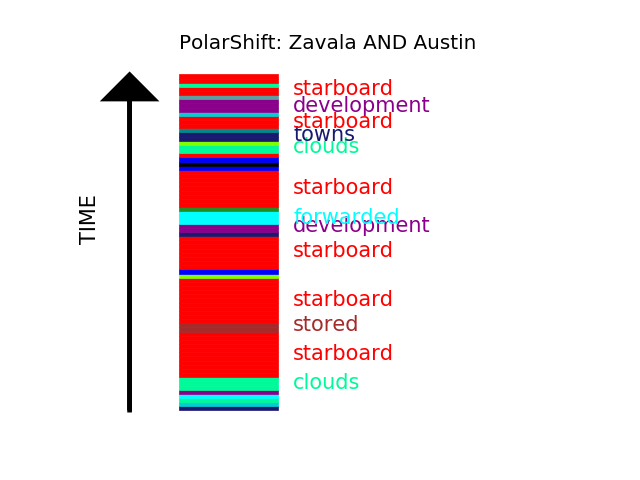 PolarShift: Zavala AND Austin
starboard
development
starboard
towns
clouds
starboard
forwarded
development
starboard
starboard
stored
starboard
clouds
TIME